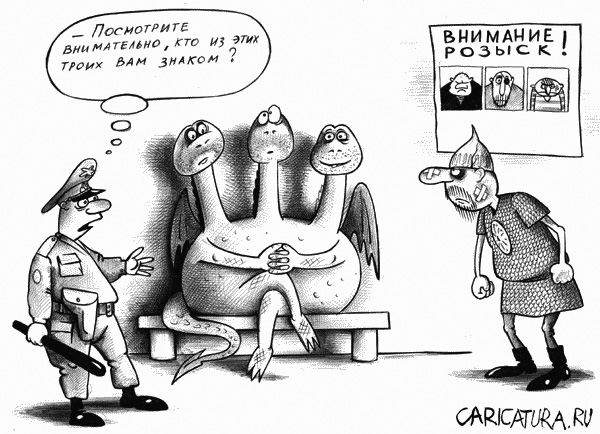 – Посмотрите
внимательно, кто из этих
троих вам знаком?
ВНИМАНИЕ
РОЗЫСК!
CARICATURA.RU